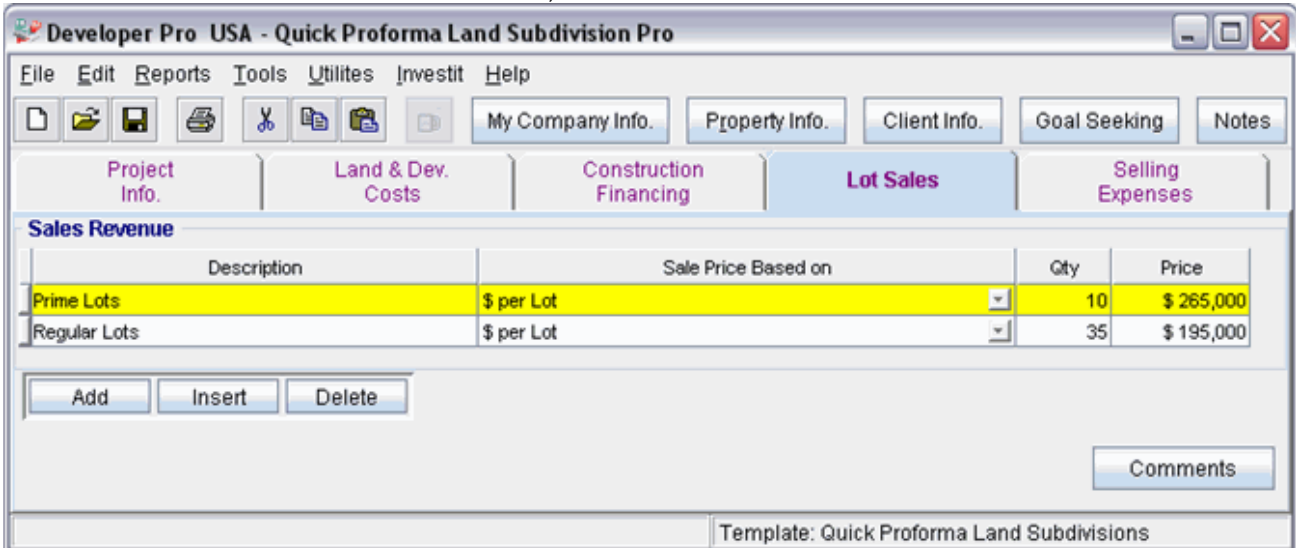 Developer Pro USA - Quick Proforma Land Subdivision Pro
File Edit Reports Tools Utilites Investit Help
My Company Info. Property Info. Client Info. Goal Seeking Notes
Project Info. Land & Dev. Costs Construction Financing Lot Sales Selling Expenses
Sales Revenue
Description Sale Price Based on Qty Price
Prime Lots $ per Lot 10 $ 265,000
Regular Lots $ per Lot 35 $ 195,000
Add Insert Delete
Comments
Template: Quick Proforma Land Subdivisions